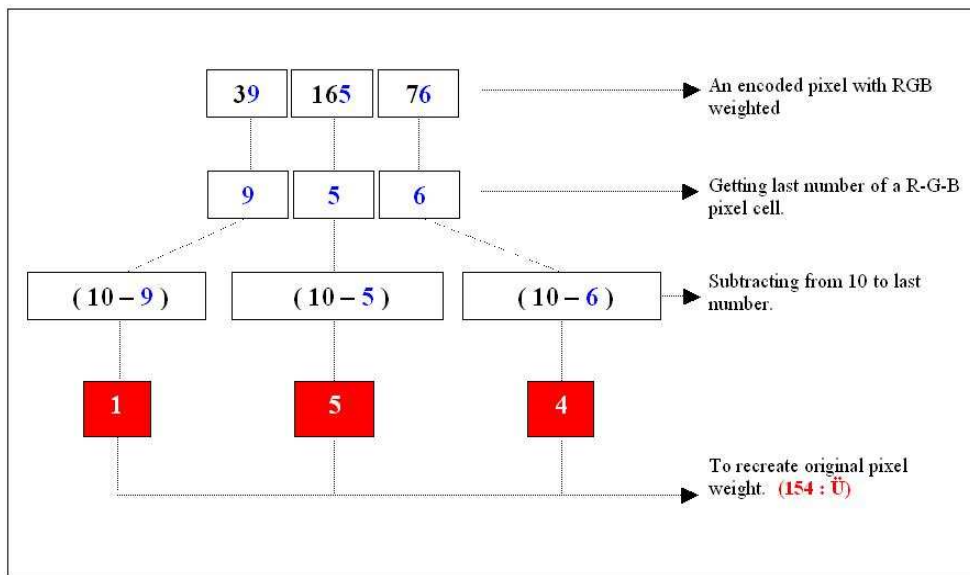 39 165 76
An encoded pixel with RGB
weighted
9 5 6
Getting last number of a R-G-B
pixel cell.
( 10 – 9 ) ( 10 – 5 ) ( 10 – 6 )
Subtracting from 10 to last
number.
1 5 4
To recreate original pixel
weight. (154 : Ü)